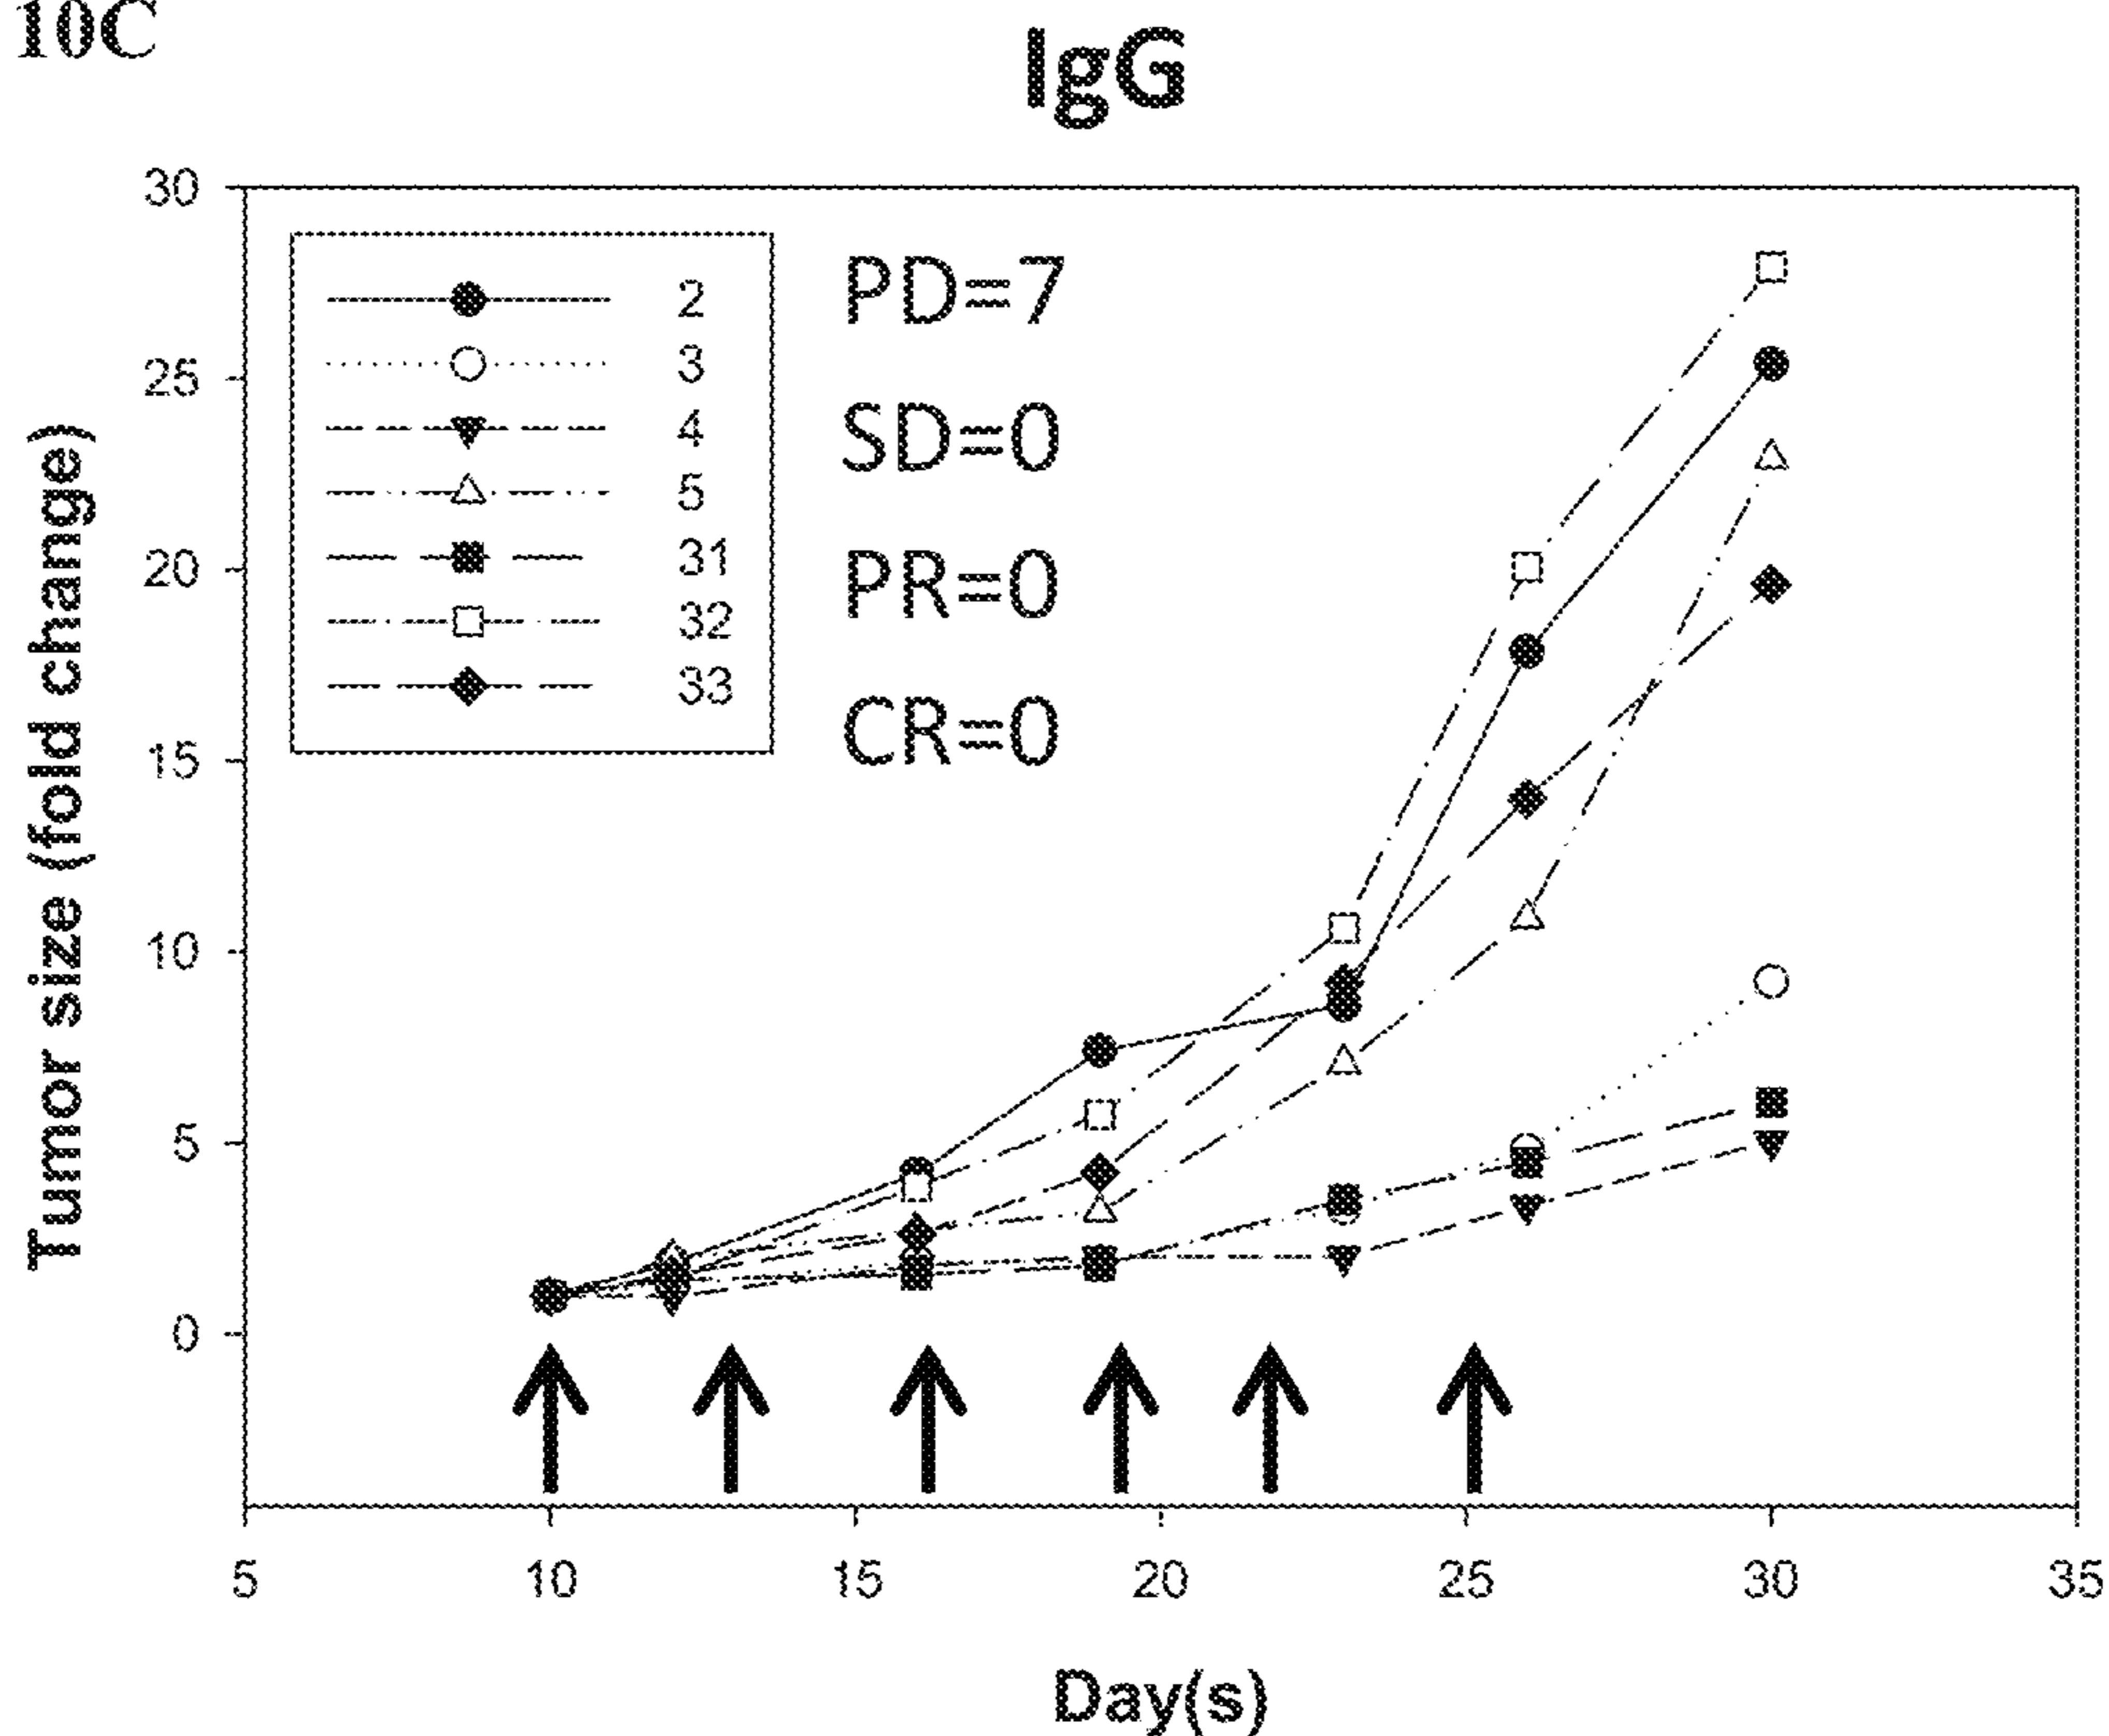 10C
IgG
30
25
20
15
10
5
0
Tumor size (fold change)
2
3
4
5
31
32
33
PD=7
SD=0
PR=0
CR=0
5 10 15 20 25 30 35
Day(s)